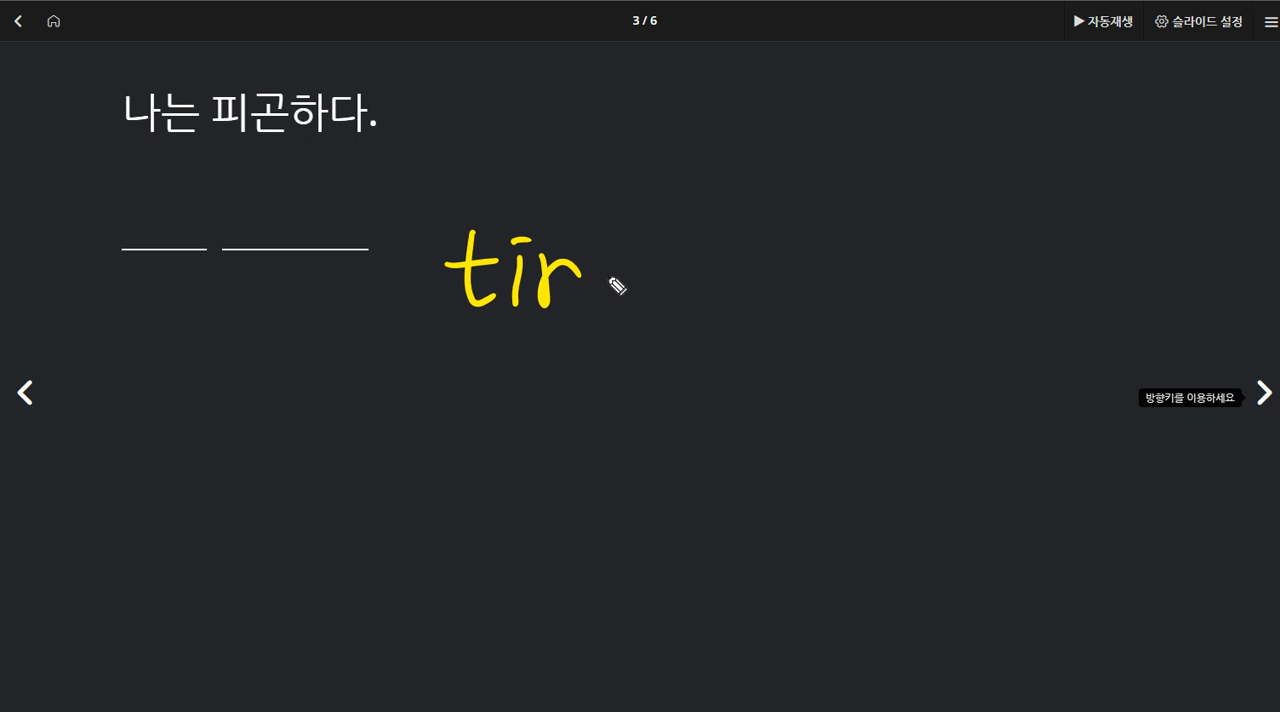 3 / 6
자동재생
슬라이드 설정
나는 피곤하다.
tir
방향키를 이용하세요